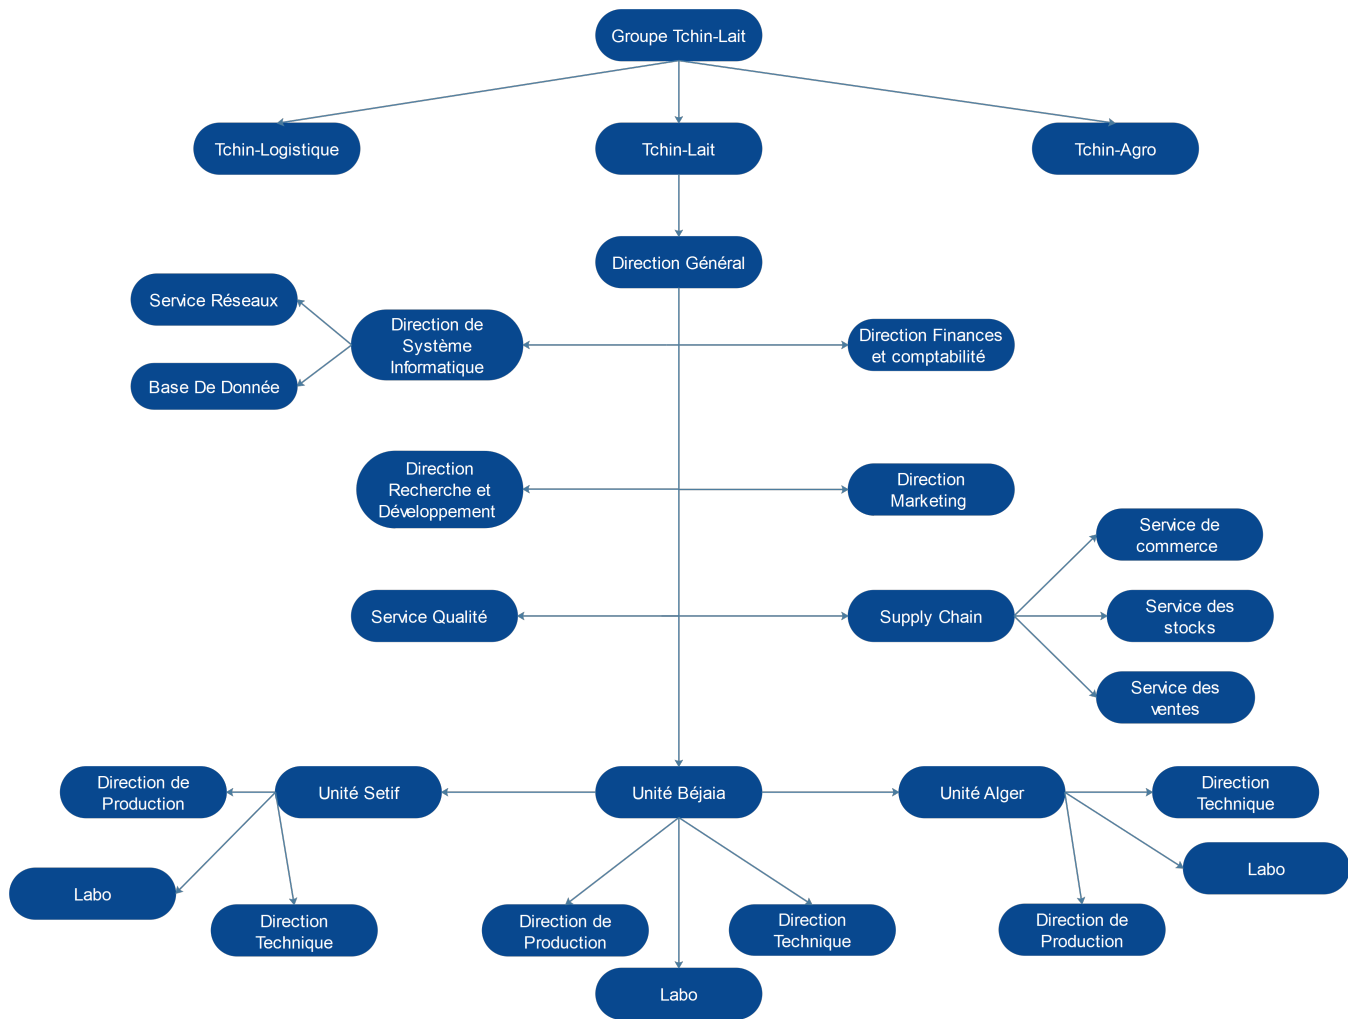 Groupe Tchin-Lait
Tchin-Logistique
Tchin-Lait
Tchin-Agro
Direction Général
Service Réseaux
Base De Donnée
Direction de
Système
Informatique
Direction Finances
et comptabilité
Direction
Recherche et
Développement
Direction
Marketing
Service Qualité
Supply Chain
Service de
commerce
Service des
stocks
Service des
ventes
Direction de
Production
Unité Setif
Unité Béjaia
Unité Alger
Direction
Technique
Labo
Direction
Technique
Direction de
Production
Labo
Direction
Technique
Direction de
Production
Labo